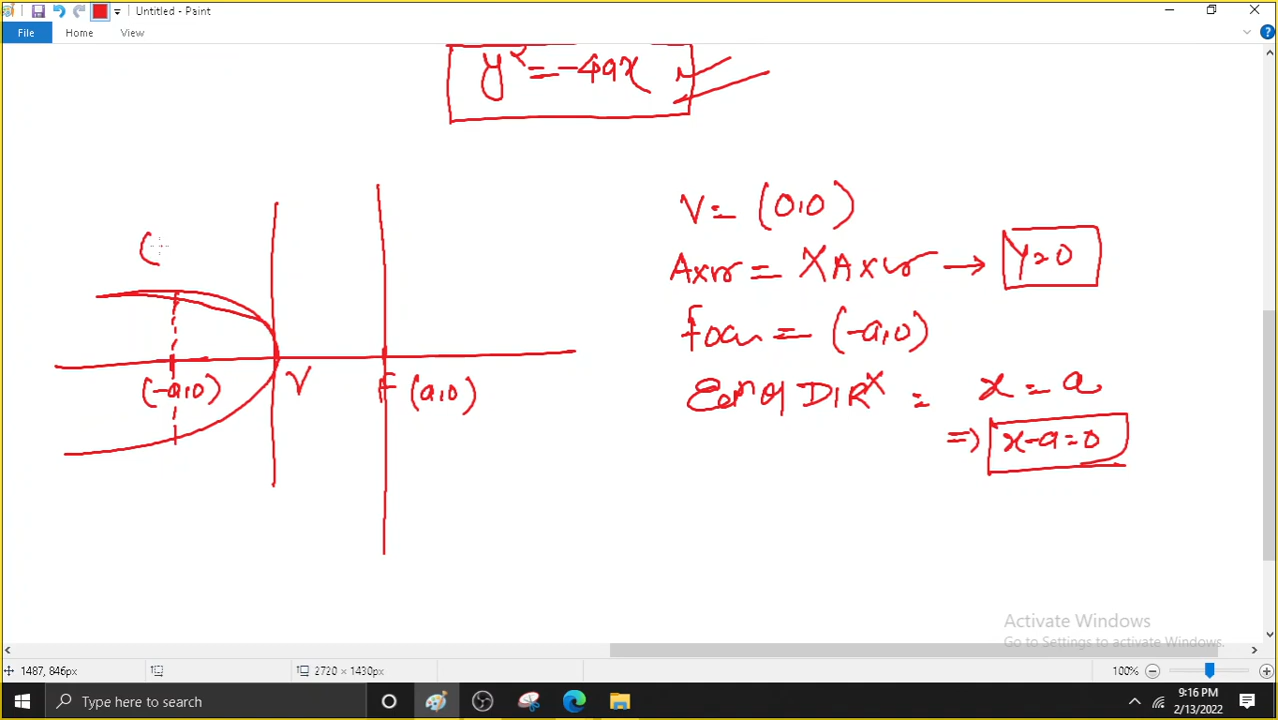 Untitled - Paint
File Home View
y² = -4ax
V = (0,0)
Axis = X Axis → y=0
Focus = (-a,0)
Eqn of DIRX = x = a
⇒ x-a=0
(
(-a,0) V F (a,0)
Activate Windows
Go to Settings to activate Windows.
1487, 846px 2720 × 1430px 100%
Type here to search
9:16 PM
2/13/2022